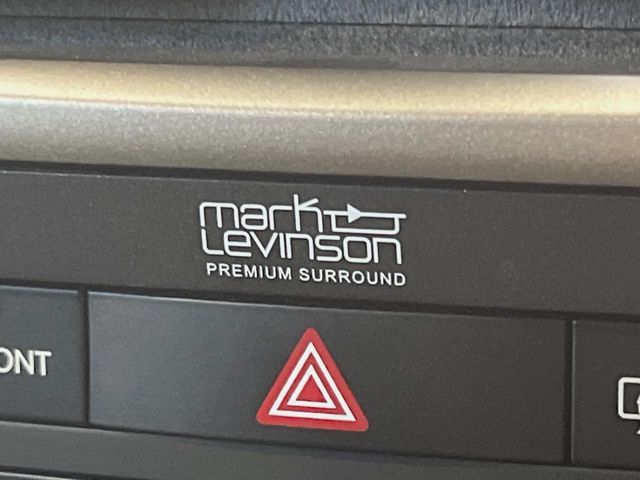 mark
Levinson
PREMIUM SURROUND
ONT